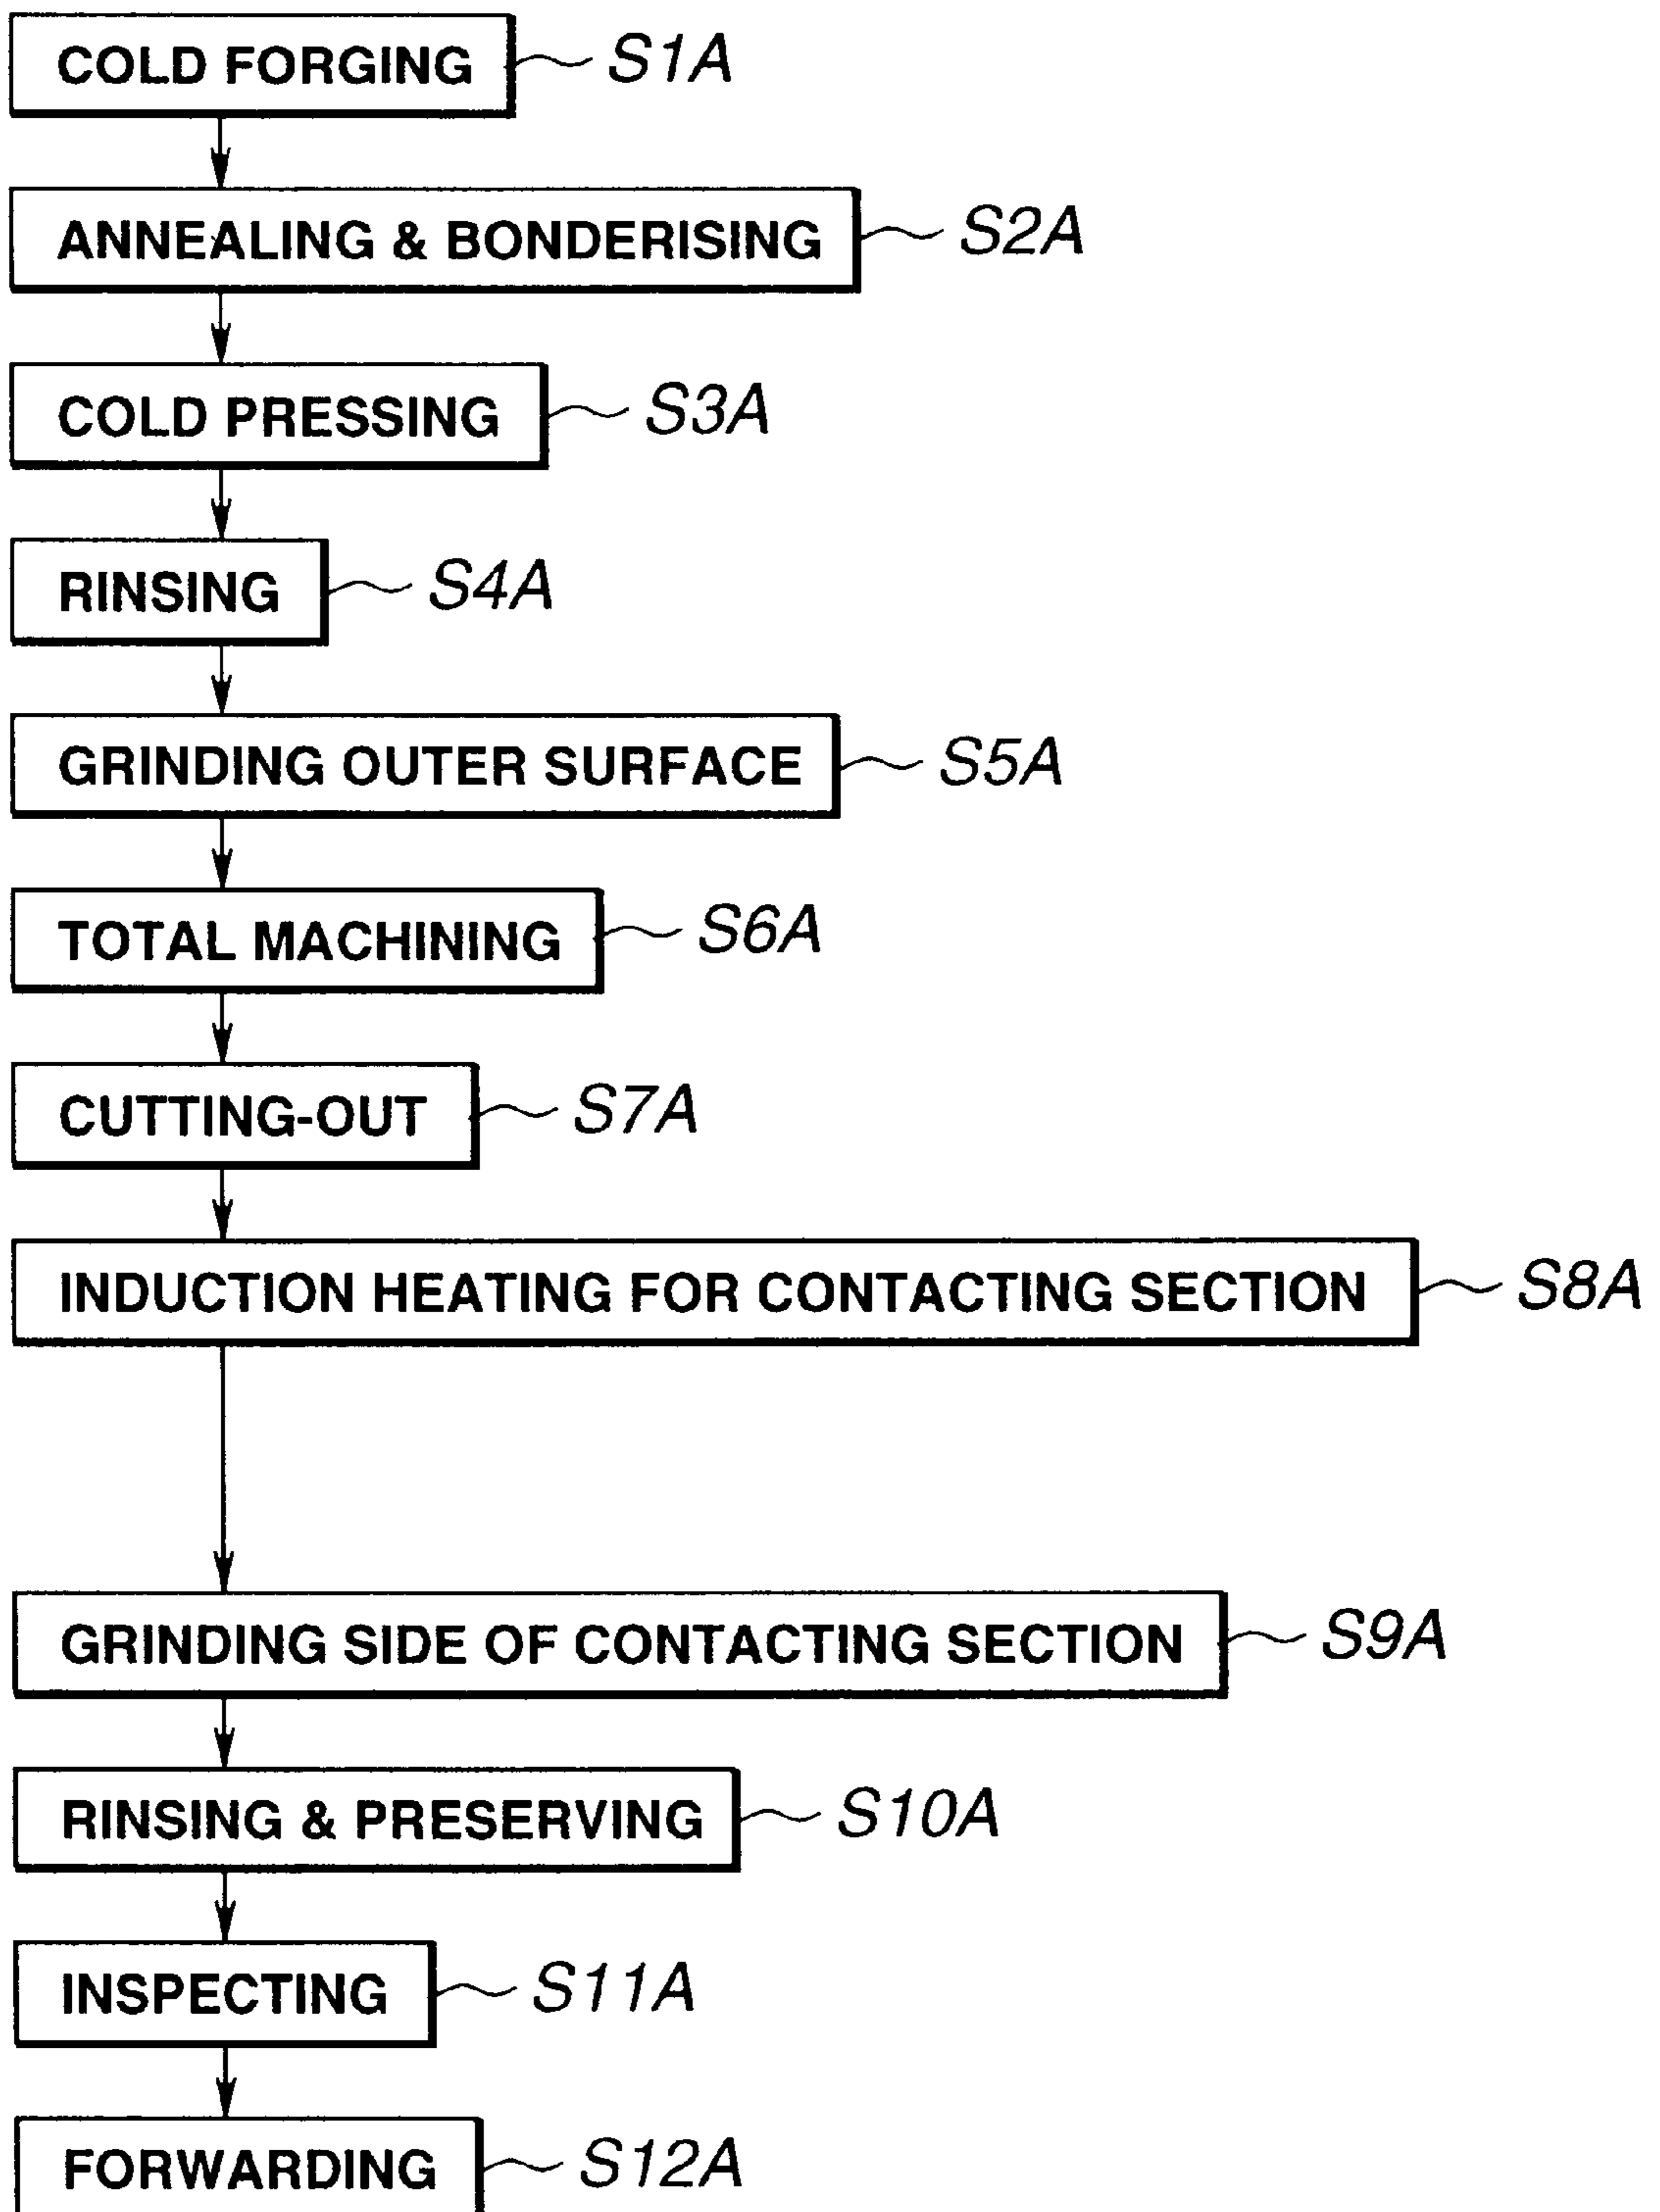 COLD FORGING S1A
ANNEALING & BONDERISING S2A
COLD PRESSING S3A
RINSING S4A
GRINDING OUTER SURFACE S5A
TOTAL MACHINING S6A
CUTTING-OUT S7A
INDUCTION HEATING FOR CONTACTING SECTION S8A
GRINDING SIDE OF CONTACTING SECTION S9A
RINSING & PRESERVING S10A
INSPECTING S11A
FORWARDING S12A